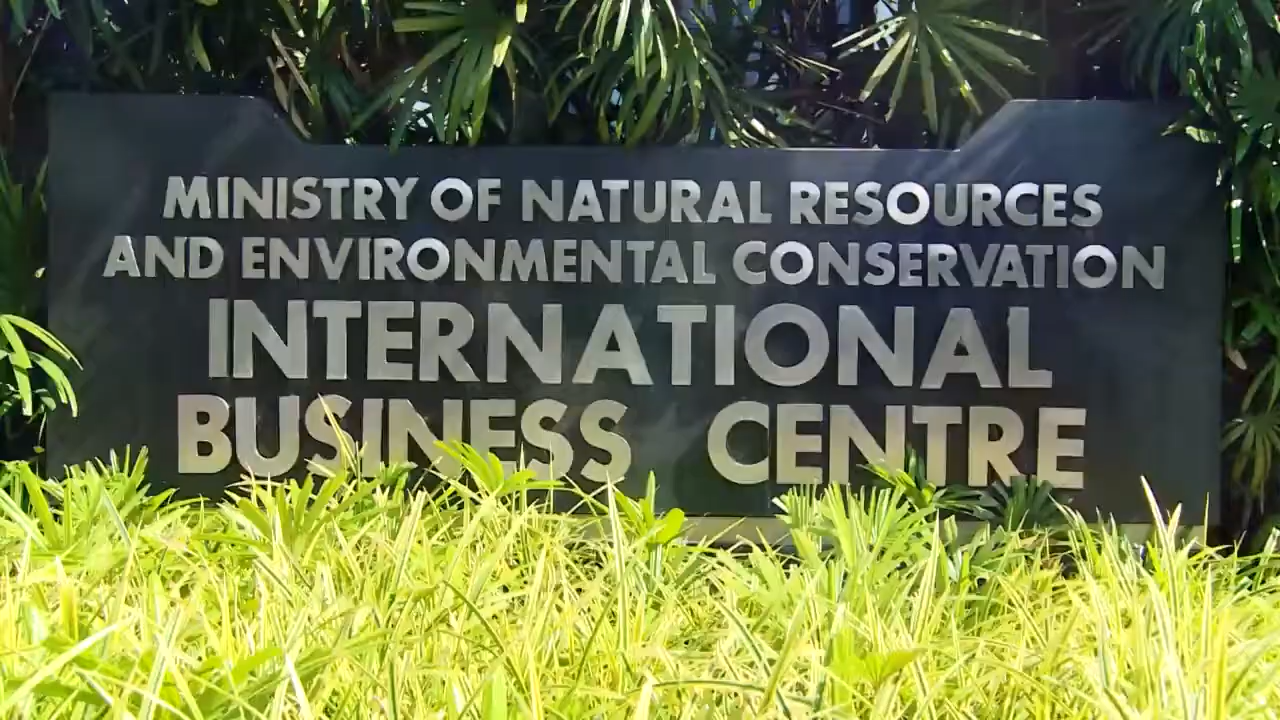 MINISTRY OF NATURAL RESOURCES
AND ENVIRONMENTAL CONSERVATION
INTERNATIONAL
BUSINESS CENTRE